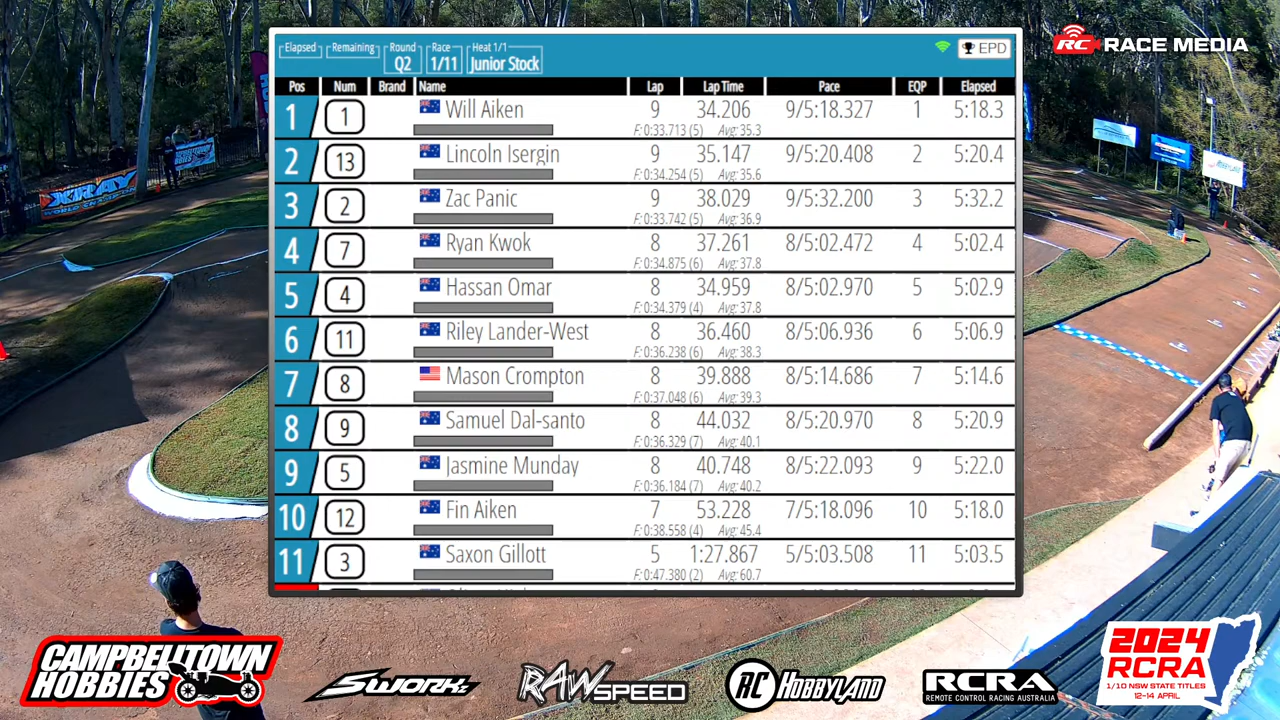 Elapsed Remaining Round Q2 Race 1/11 Heat 1/1 Junior Stock EPD
RC RACE MEDIA
Pos Num Brand Name Lap Lap Time Pace EQP Elapsed
1 1 Will Aiken 9 34.206 9/5:18.327 1 5:18.3
F: 0:33.713 (5) Avg: 35.3
2 13 Lincoln Isergin 9 35.147 9/5:20.408 2 5:20.4
F: 0:34.254 (5) Avg: 35.6
3 2 Zac Panic 9 38.029 9/5:32.200 3 5:32.2
F: 0:33.742 (5) Avg: 36.9
4 7 Ryan Kwok 8 37.261 8/5:02.472 4 5:02.4
F: 0:34.875 (6) Avg: 37.8
5 4 Hassan Omar 8 34.959 8/5:02.970 5 5:02.9
F: 0:34.379 (4) Avg: 37.8
6 11 Riley Lander-West 8 36.460 8/5:06.936 6 5:06.9
F: 0:36.238 (6) Avg: 38.3
7 8 Mason Crompton 8 39.888 8/5:14.686 7 5:14.6
F: 0:37.048 (6) Avg: 39.3
8 9 Samuel Dal-santo 8 44.032 8/5:20.970 8 5:20.9
F: 0:36.329 (7) Avg: 40.1
9 5 Jasmine Munday 8 40.748 8/5:22.093 9 5:22.0
F: 0:36.184 (7) Avg: 40.2
10 12 Fin Aiken 7 53.228 7/5:18.096 10 5:18.0
F: 0:38.558 (4) Avg: 45.4
11 3 Saxon Gillott 5 1:27.867 5/5:03.508 11 5:03.5
F: 0:47.380 (2) Avg: 60.7
XRAY
WORLD CHAMPION
CAMPBELLTOWN
HOBBIES
CAMPBELLTOWN
HOBBIES
SWORKz
RAW SPEED
RC HOBBYLAND
RCRA
REMOTE CONTROL RACING AUSTRALIA
2024
RCRA
1/10 NSW STATE TITLES
12-14 APRIL